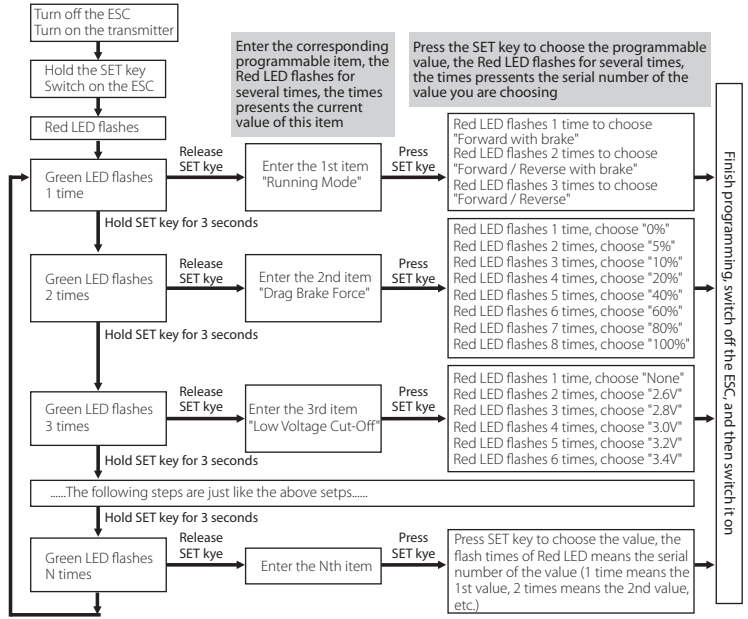 Turn off the ESC
Turn on the transmitter
Enter the corresponding
programmable item, the
Red LED flashes for
several times, the times
presents the current
value of this item
Press the SET key to choose the programmable
value, the Red LED flashes for several times,
the times pressents the serial number of the
value you are choosing
Hold the SET key
Switch on the ESC
Red LED flashes
Green LED flashes
1 time
Release
SET kye
Enter the 1st item
"Running Mode"
Press
SET kye
Red LED flashes 1 time to choose
"Forward with brake"
Red LED flashes 2 times to choose
"Forward / Reverse with brake"
Red LED flashes 3 times to choose
"Forward / Reverse"
Hold SET key for 3 seconds
Green LED flashes
2 times
Release
SET kye
Enter the 2nd item
"Drag Brake Force"
Press
SET kye
Red LED flashes 1 time, choose "0%"
Red LED flashes 2 times, choose "5%"
Red LED flashes 3 times, choose "10%"
Red LED flashes 4 times, choose "20%"
Red LED flashes 5 times, choose "40%"
Red LED flashes 6 times, choose "60%"
Red LED flashes 7 times, choose "80%"
Red LED flashes 8 times, choose "100%"
Hold SET key for 3 seconds
Green LED flashes
3 times
Release
SET kye
Enter the 3rd item
"Low Voltage Cut-Off"
Press
SET kye
Red LED flashes 1 time, choose "None"
Red LED flashes 2 times, choose "2.6V"
Red LED flashes 3 times, choose "2.8V"
Red LED flashes 4 times, choose "3.0V"
Red LED flashes 5 times, choose "3.2V"
Red LED flashes 6 times, choose "3.4V"
Hold SET key for 3 seconds
......The following steps are just like the above setps......
Hold SET key for 3 seconds
Green LED flashes
N times
Release
SET kye
Enter the Nth item
Press
SET kye
Press SET key to choose the value, the
flash times of Red LED means the serial
number of the value (1 time means the
1st value, 2 times means the 2nd value,
etc.)
Finish programming, switch off the ESC, and then switch it on